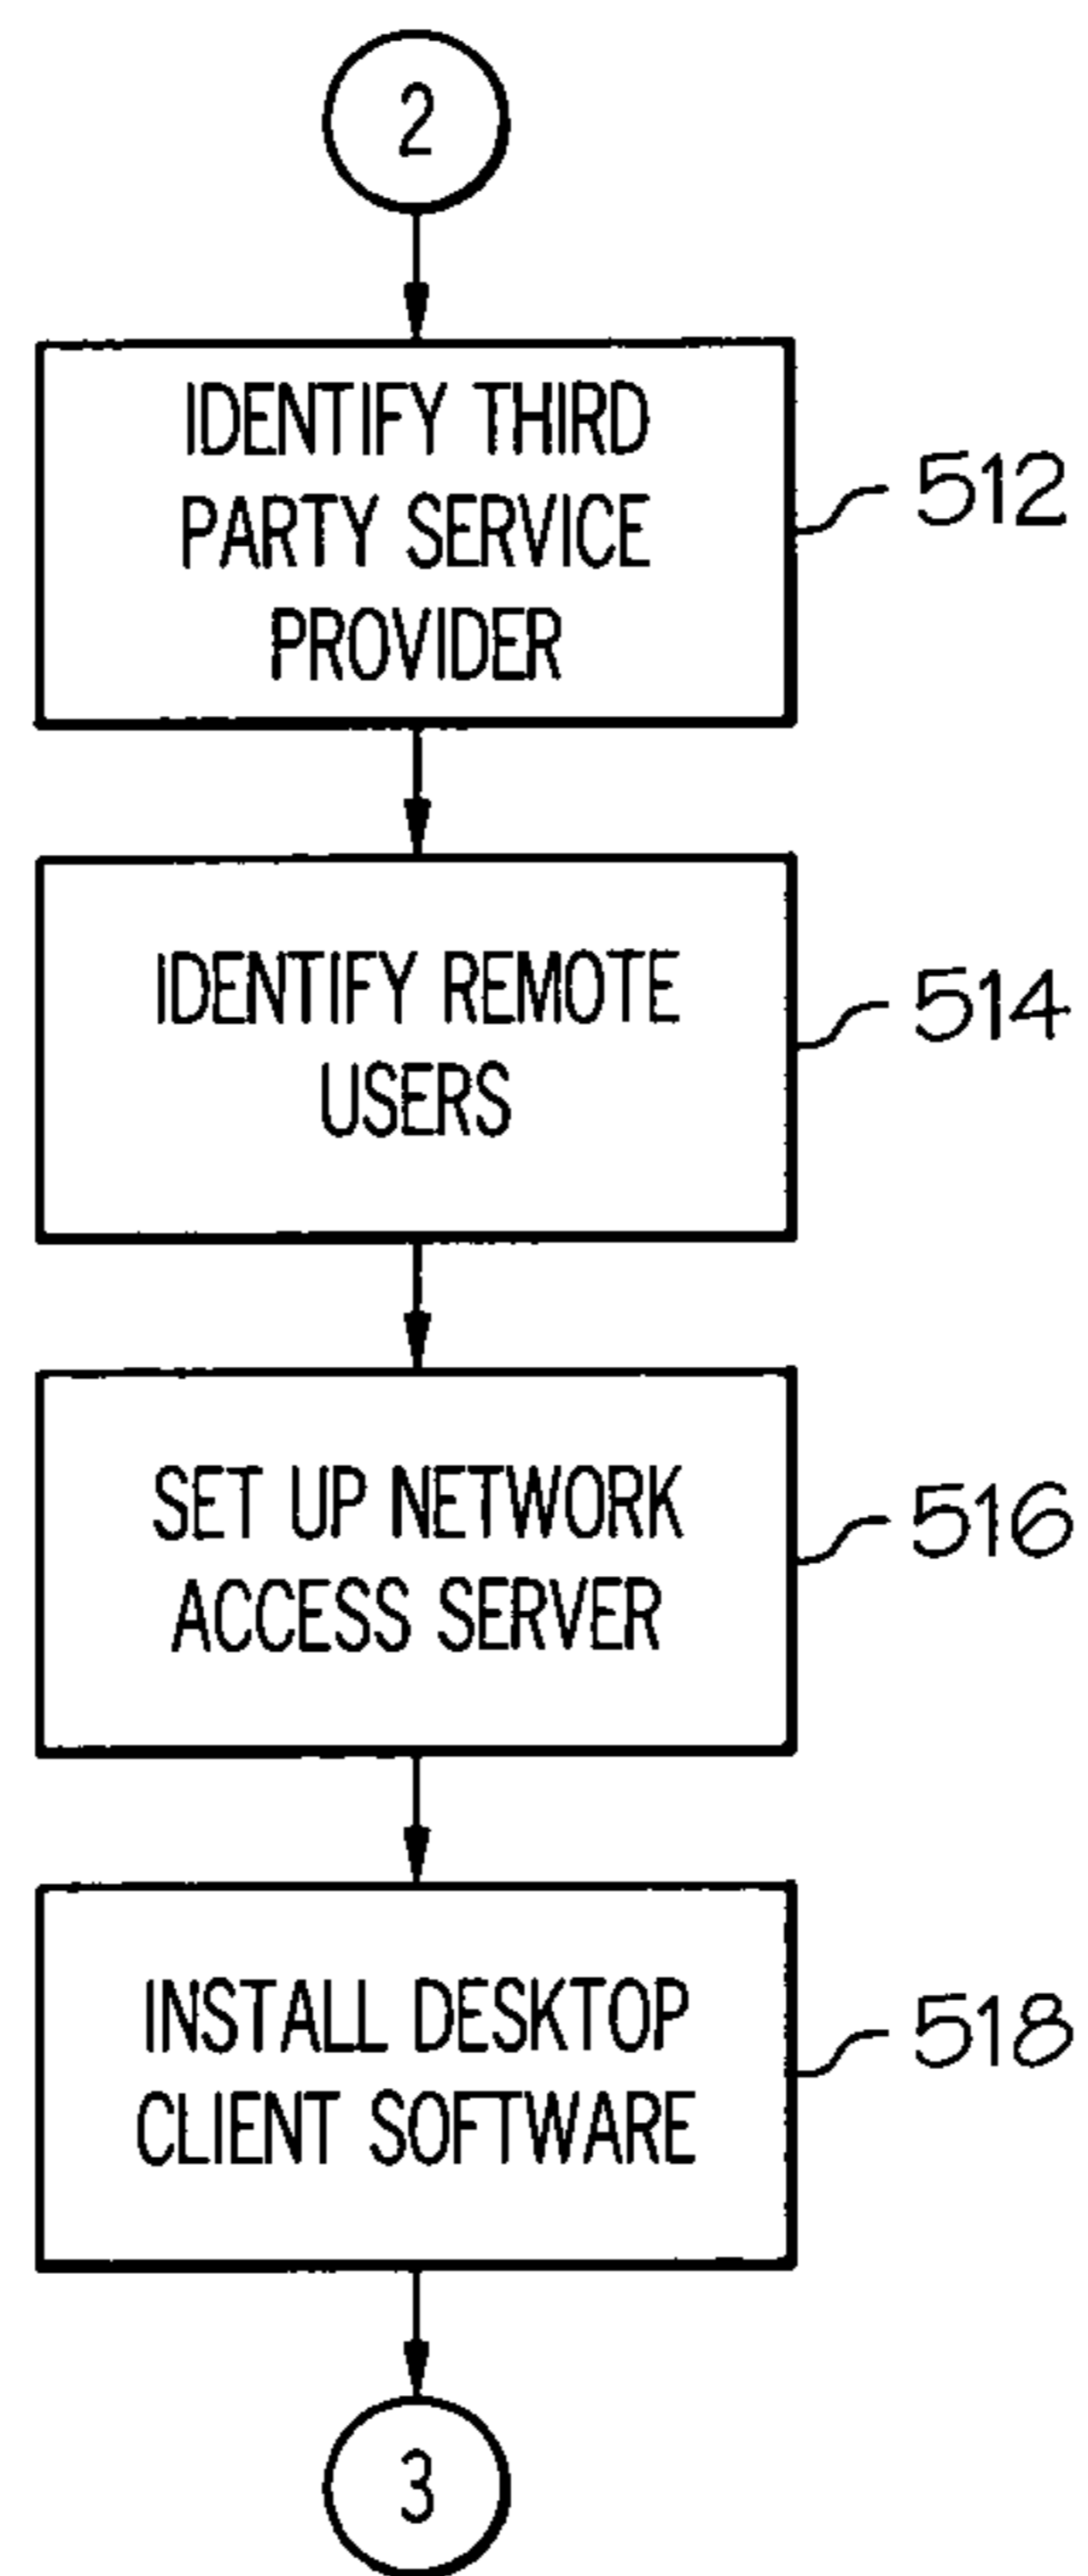 2
IDENTIFY THIRD
PARTY SERVICE
PROVIDER
512
IDENTIFY REMOTE
USERS
514
SET UP NETWORK
ACCESS SERVER
516
INSTALL DESKTOP
CLIENT SOFTWARE
518
3